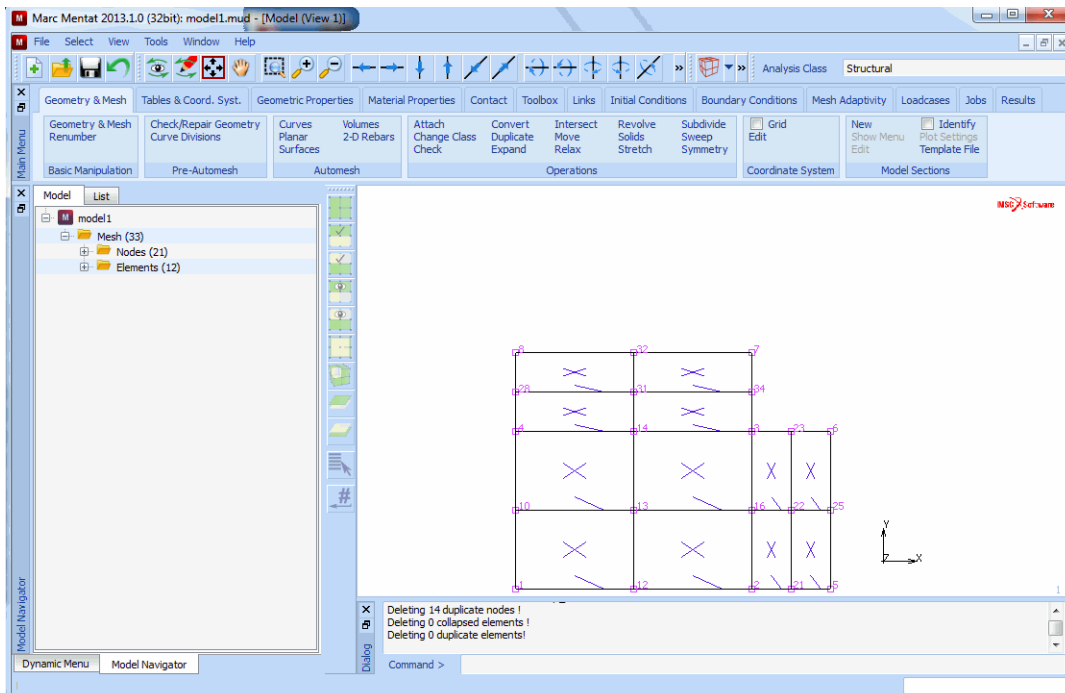 Marc Mentat 2013.1.0 (32bit): model1.mud - [Model (View 1)]
File Select View Tools Window Help
Analysis Class Structural
Geometry & Mesh Tables & Coord. Syst. Geometric Properties Material Properties Contact Toolbox Links Initial Conditions Boundary Conditions Mesh Adaptivity Loadcases Jobs Results
Main Menu
Geometry & Mesh
Renumber
Basic Manipulation
Check/Repair Geometry
Curve Divisions
Pre-Automesh
Curves Volumes
Planar 2-D Rebars
Surfaces
Automesh
Attach Convert Intersect Revolve Subdivide
Change Class Duplicate Move Solids Sweep
Check Expand Relax Stretch Symmetry
Operations
Grid
Edit
Coordinate System
New Identify
Show Menu Plot Settings
Edit Template File
Model Sections
Model List
model1
Mesh (33)
Nodes (21)
Elements (12)
Model Navigator
MSC Software
8 32 7
28 31 34
4 14 3 23 6
10 13 16 22 25
1 12 2 21 5
Y
Z X
1
Dialog
Deleting 14 duplicate nodes !
Deleting 0 collapsed elements !
Deleting 0 duplicate elements!
Command >
Dynamic Menu Model Navigator